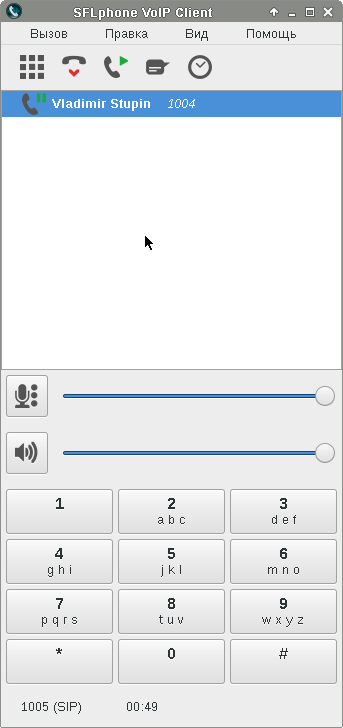 SFLphone VoIP Client
Вызов Правка Вид Помощь
Vladimir Stupin 1004
1 2 3
a b c d e f
4 5 6
g h i j k l m n o
7 8 9
p q r s t u v w x y z
* 0 #
1005 (SIP) 00:49